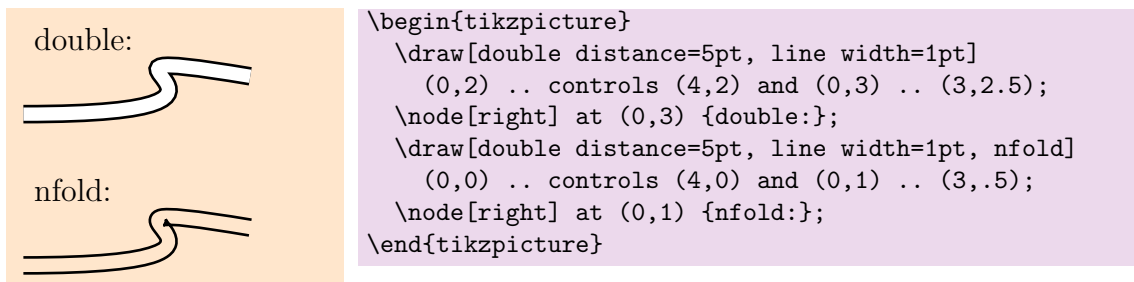 double:
nfold:
\begin{tikzpicture}
  \draw[double distance=5pt, line width=1pt]
    (0,2) .. controls (4,2) and (0,3) .. (3,2.5);
  \node[right] at (0,3) {double:};
  \draw[double distance=5pt, line width=1pt, nfold]
    (0,0) .. controls (4,0) and (0,1) .. (3,.5);
  \node[right] at (0,1) {nfold:};
\end{tikzpicture}